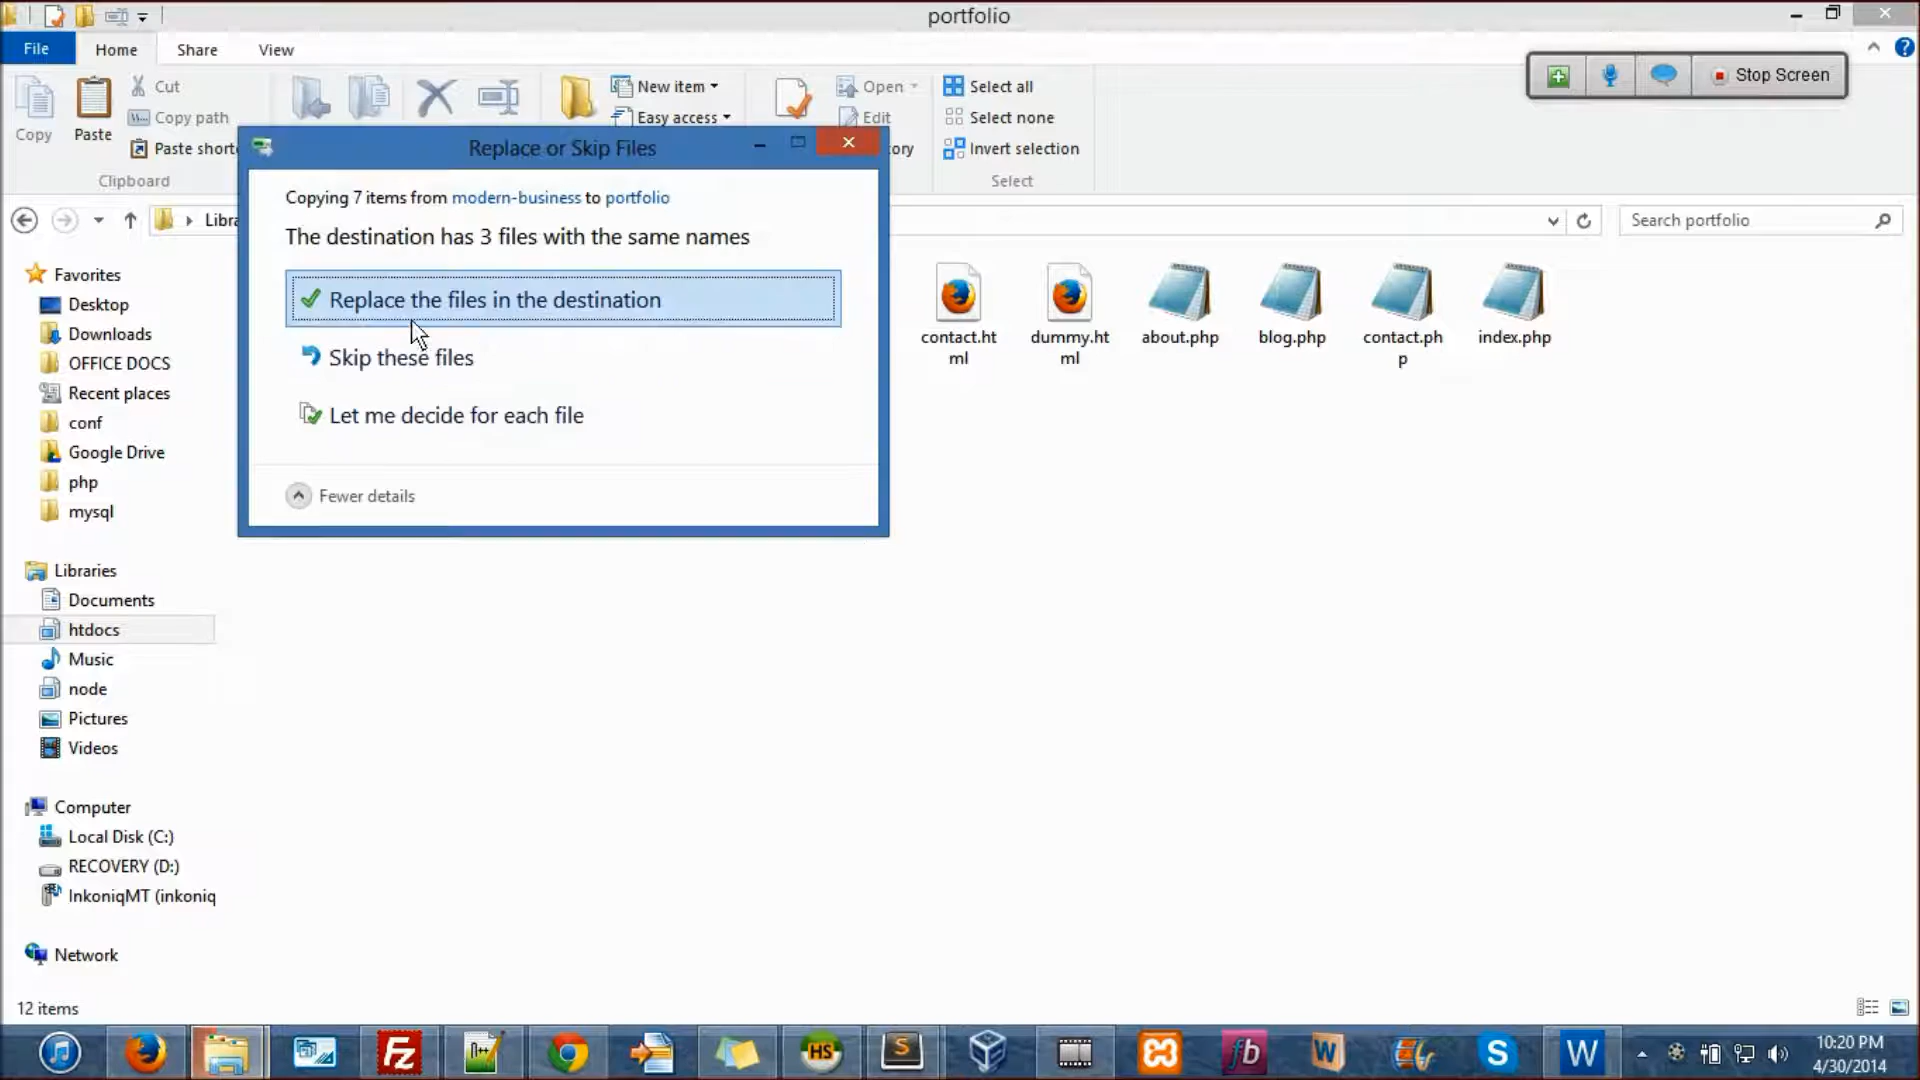 portfolio
File
Home
Share
View
Copy
Paste
Cut
Copy path
Paste short
Clipboard
New item
Easy access
Open
Edit
ory
Select all
Select none
Invert selection
Select
Stop Screen
Libra
Search portfolio
Replace or Skip Files
Copying 7 items from modern-business to portfolio
The destination has 3 files with the same names
Replace the files in the destination
Skip these files
Let me decide for each file
Fewer details
contact.ht
ml
dummy.ht
ml
about.php
blog.php
contact.ph
p
index.php
Favorites
Desktop
Downloads
OFFICE DOCS
Recent places
conf
Google Drive
php
mysql
Libraries
Documents
htdocs
Music
node
Pictures
Videos
Computer
Local Disk (C:)
RECOVERY (D:)
InkoniqMT (inkoniq
Network
12 items
Fz
n++
HS
S
fb
W
S
W
10:20 PM
4/30/2014